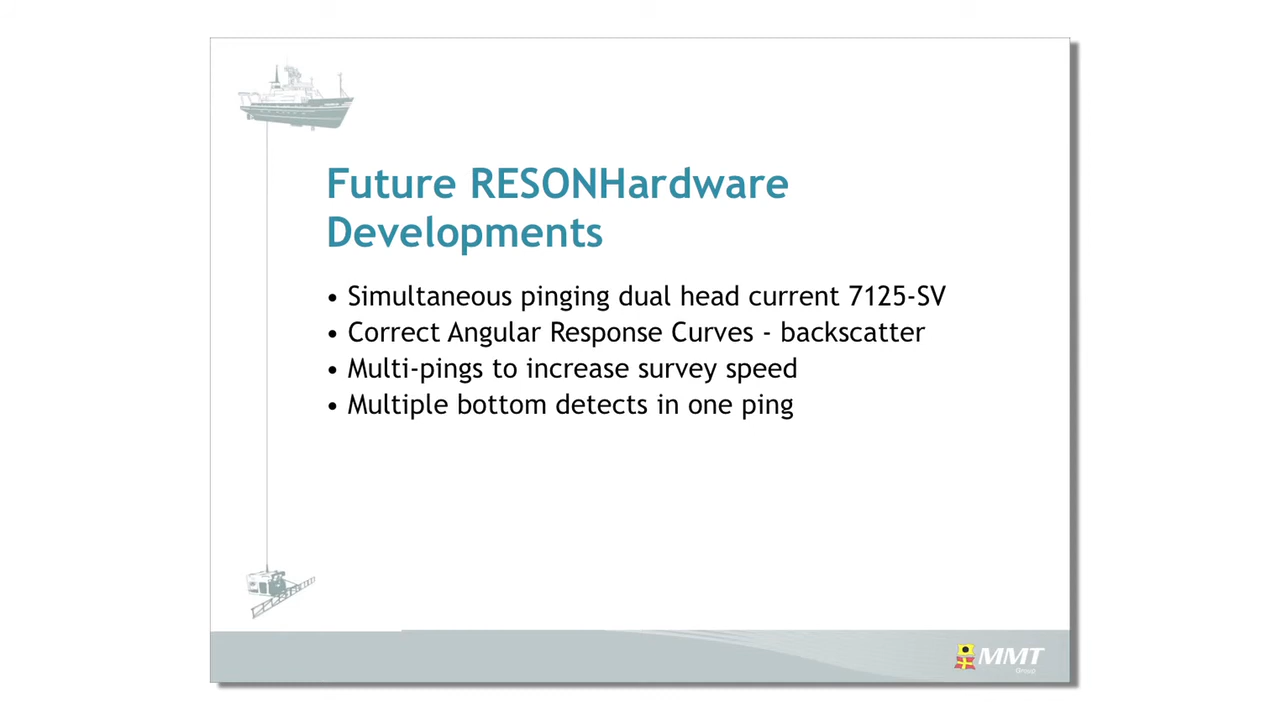 Future RESONHardware
Developments
• Simultaneous pinging dual head current 7125-SV
• Correct Angular Response Curves - backscatter
• Multi-pings to increase survey speed
• Multiple bottom detects in one ping
MMT
Group